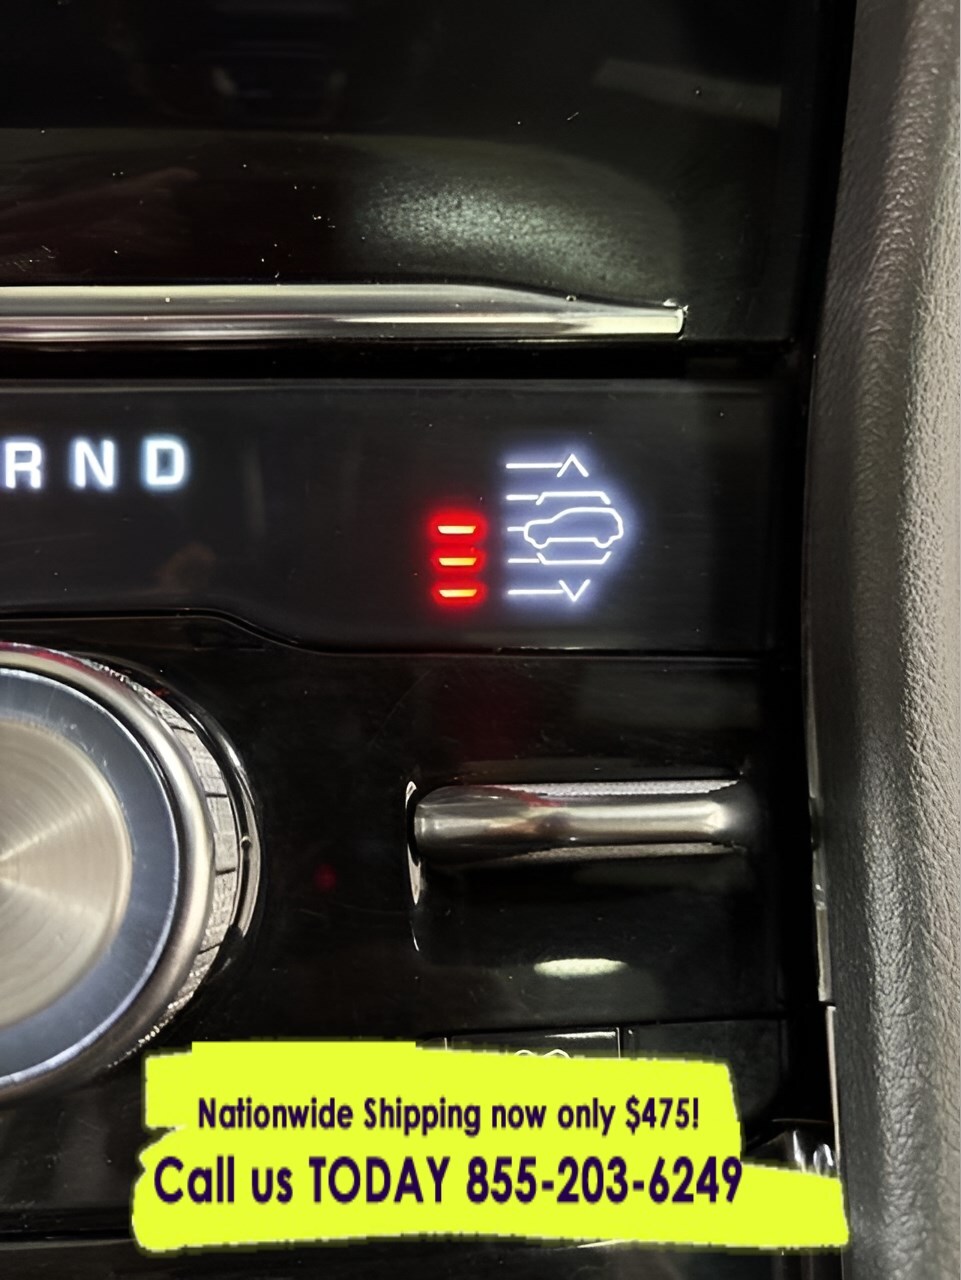 R N D
Nationwide Shipping now only $475!
Call us TODAY 855-203-6249